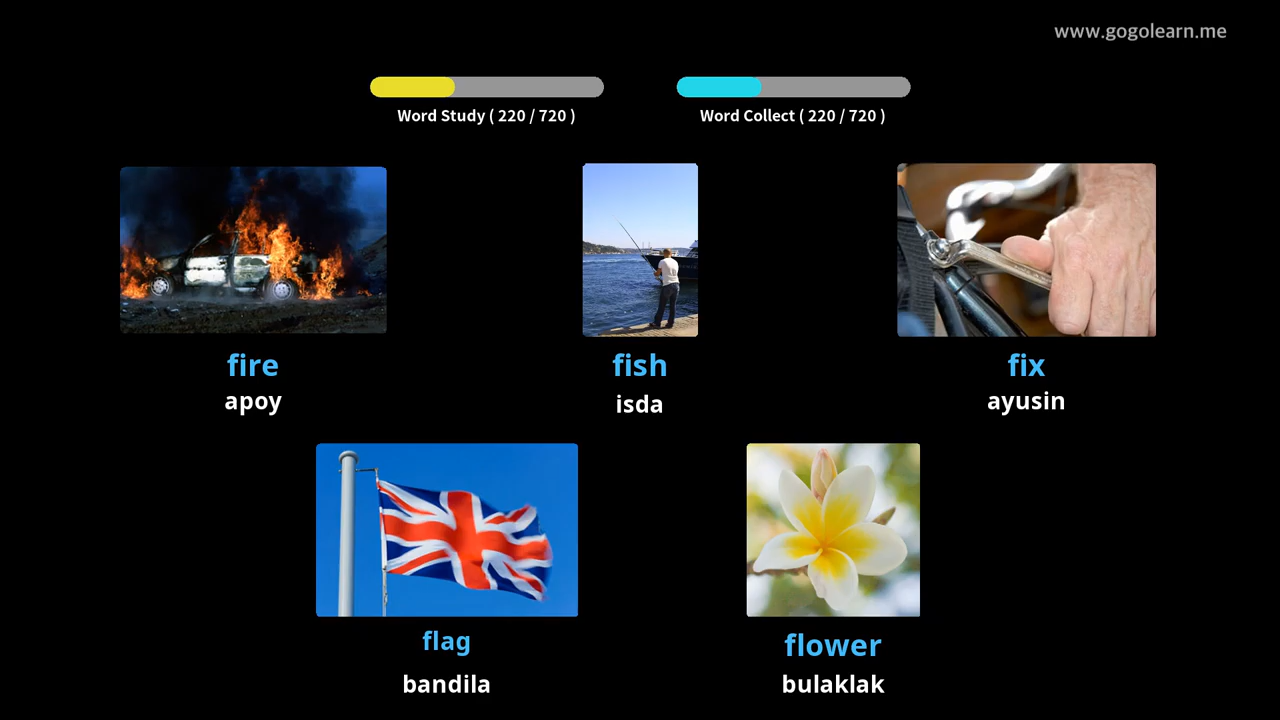 www.gogolearn.me
Word Study ( 220 / 720 )
Word Collect ( 220 / 720 )
fire
apoy
fish
isda
fix
ayusin
flag
bandila
flower
bulaklak